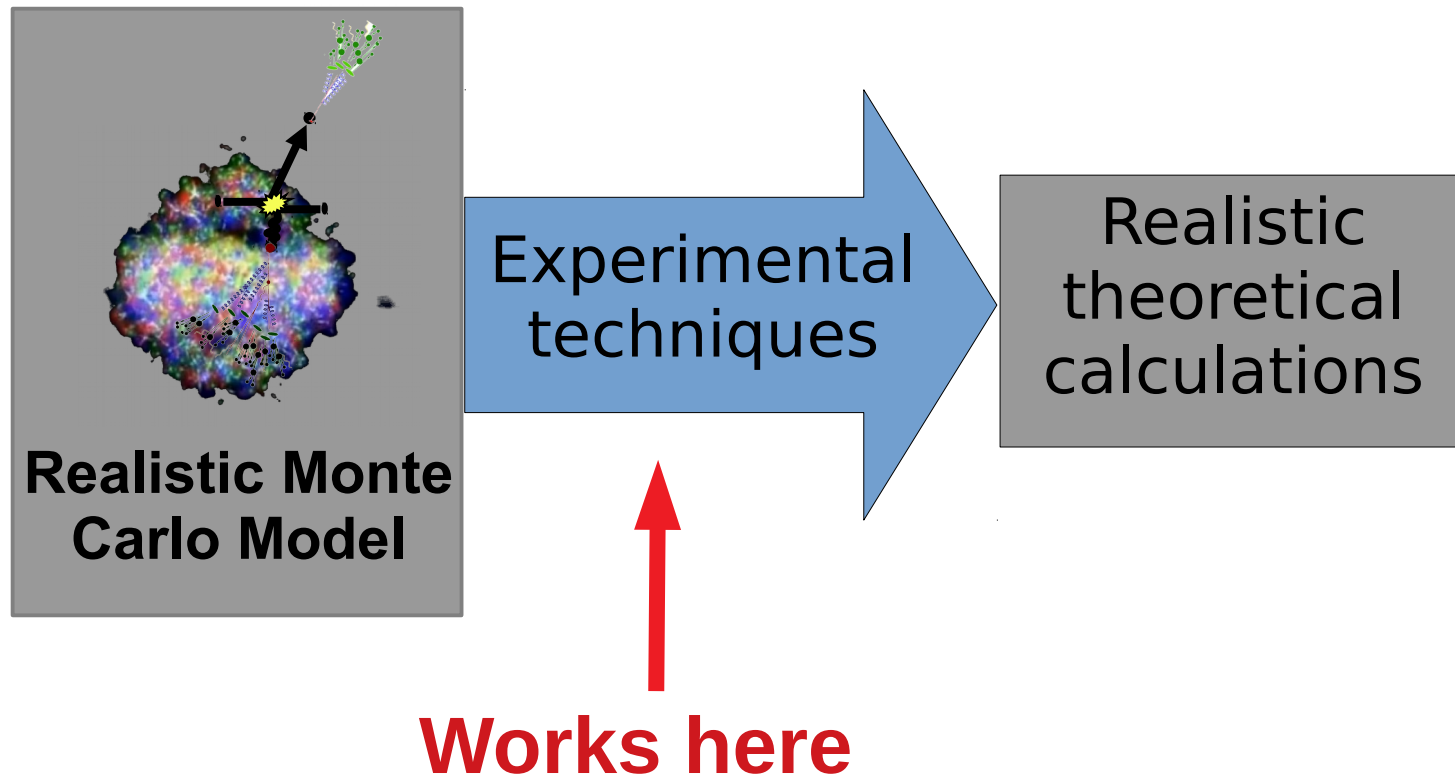 Realistic Monte
Carlo Model
Experimental
techniques
Realistic
theoretical
calculations
Works here